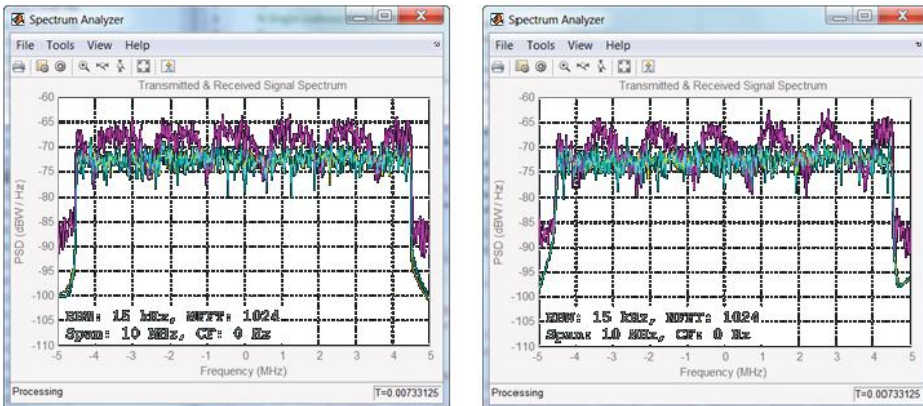 Spectrum Analyzer
File Tools View Help
Transmitted & Received Signal Spectrum
-60
-65
-70
-75
-80
-85
-90
-95
-100
-105
-110
PSD (dBW / Hz)
RBW: 15 kHz, NFFT: 1024
Span: 10 MHz, CF: 0 Hz
-5 -4 -3 -2 -1 0 1 2 3 4 5
Frequency (MHz)
Processing T=0.00733125
Spectrum Analyzer
File Tools View Help
Transmitted & Received Signal Spectrum
-60
-65
-70
-75
-80
-85
-90
-95
-100
-105
-110
PSD (dBW / Hz)
RBW: 15 kHz, NFFT: 1024
Span: 10 MHz, CF: 0 Hz
-5 -4 -3 -2 -1 0 1 2 3 4 5
Frequency (MHz)
Processing T=0.00733125